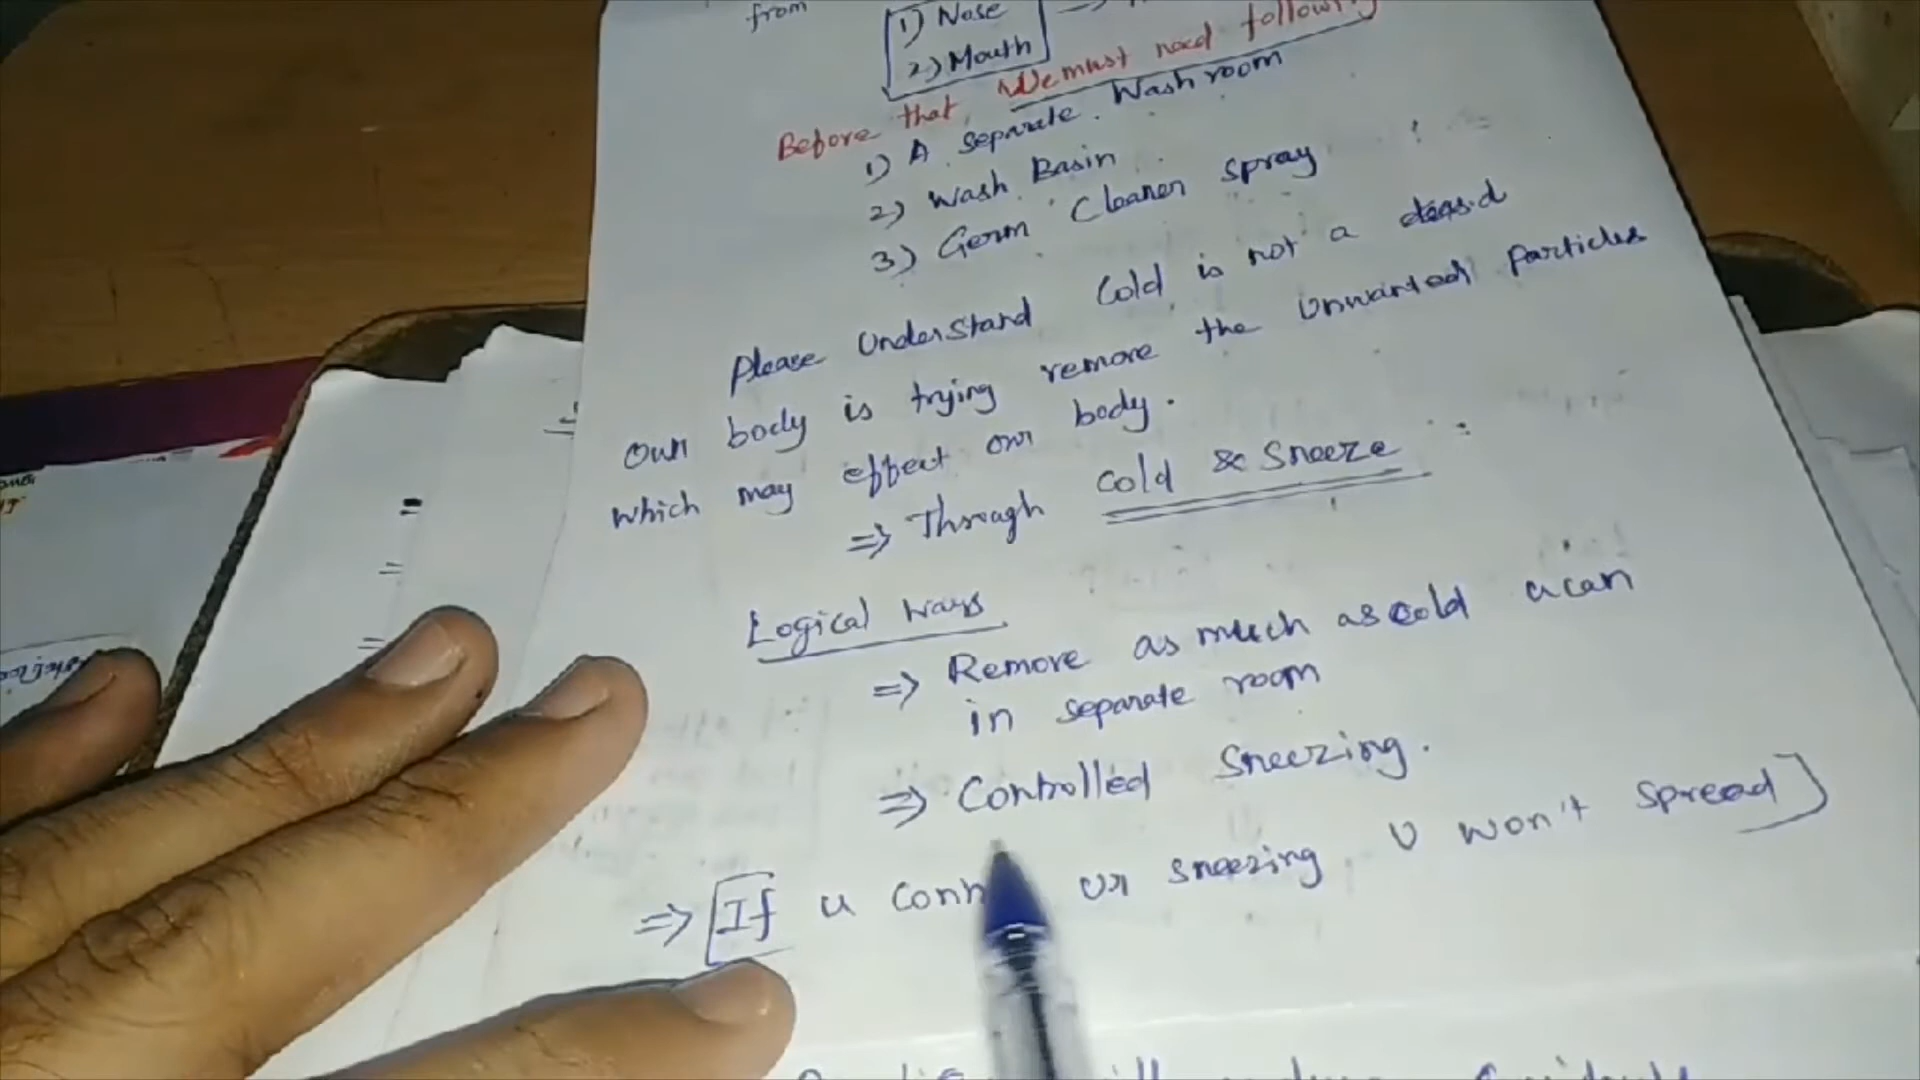 from
1) Nose
2) Mouth
Before that, We must need following
1) A separate Wash room
2) Wash Basin
3) Germ Cleaner spray
Please Understand Cold is not a
Our body is trying remove the Unwanted Particles
which may effect our body.
=> Through Cold & Sneeze
Logical Ways
=> Remove as much as cold u can
in separate room
=> Controlled Sneezing.
=> If u ur sneezing U won't spread